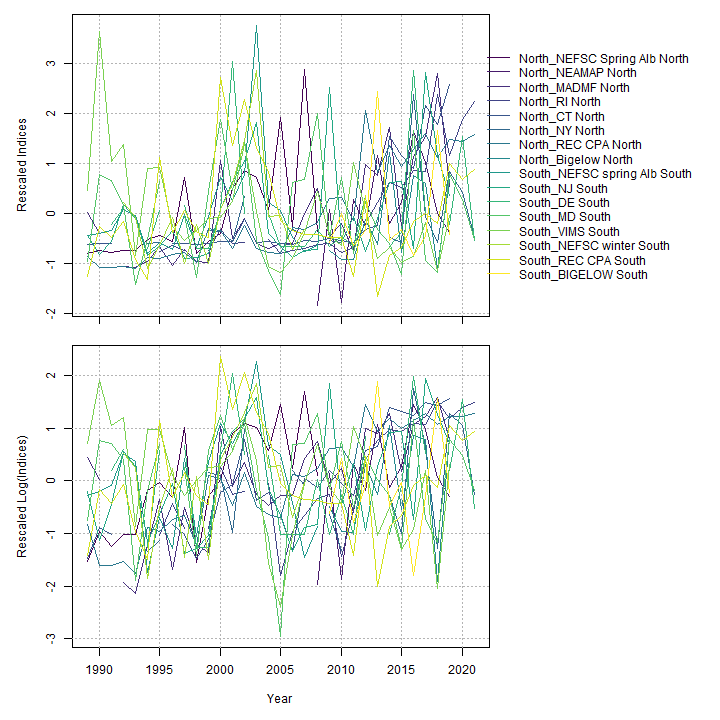 Rescaled Indices
3
2
1
0
-1
-2
North_NEFSC Spring Alb North
North_NEAMAP North
North_MADMF North
North_RI North
North_CT North
North_NY North
North_REC CPA North
North_Bigelow North
South_NEFSC spring Alb South
South_NJ South
South_DE South
South_MD South
South_VIMS South
South_NEFSC winter South
South_REC CPA South
South_BIGELOW South
Rescaled Log(Indices)
2
1
0
-1
-2
-3
1990 1995 2000 2005 2010 2015 2020
Year